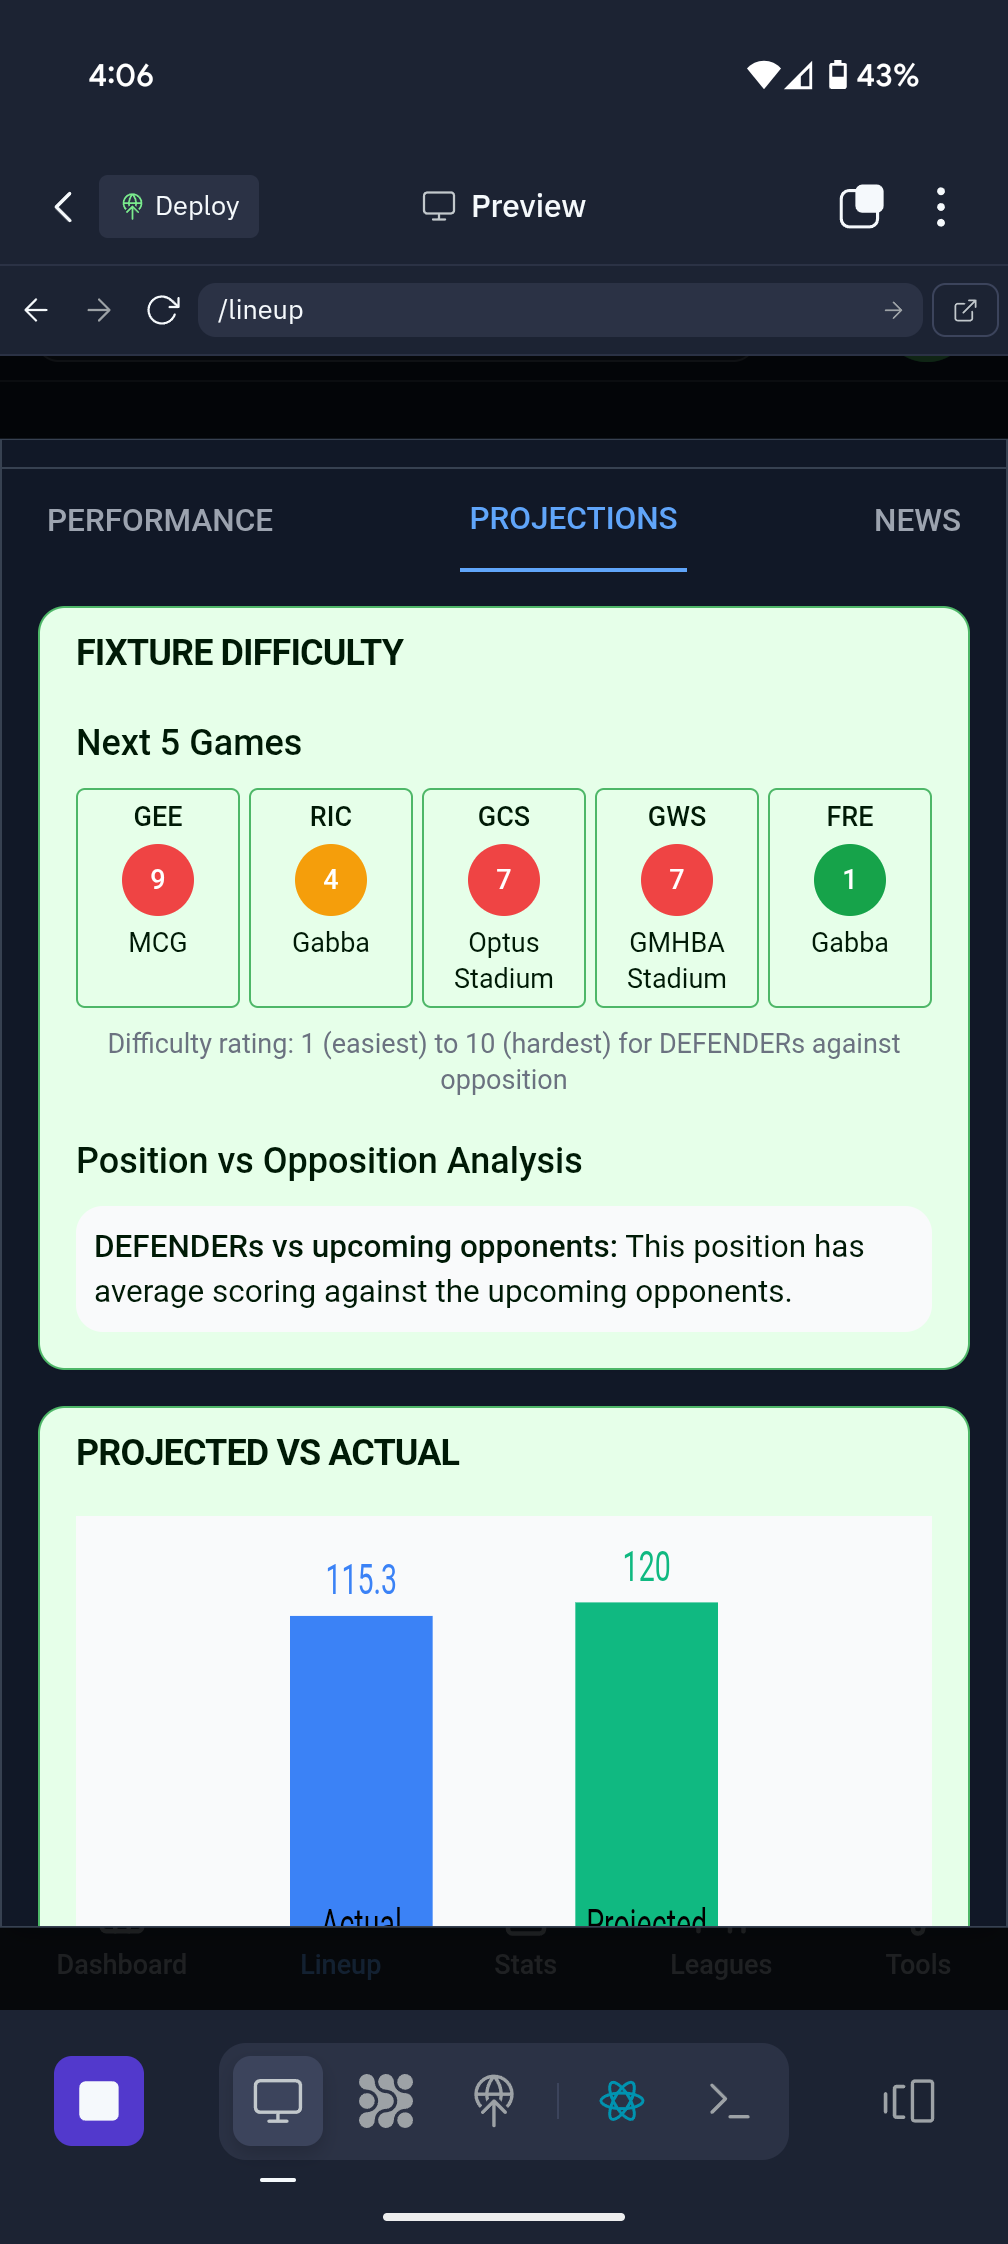 4:06
43%
Deploy
Preview
/lineup
PERFORMANCE
PROJECTIONS
NEWS
FIXTURE DIFFICULTY
Next 5 Games
GEE
RIC
GCS
GWS
FRE
9
4
7
7
1
MCG
Gabba
Optus
Stadium
GMHBA
Stadium
Gabba
Difficulty rating: 1 (easiest) to 10 (hardest) for DEFENDERs against
opposition
Position vs Opposition Analysis
DEFENDERs vs upcoming opponents: This position has
average scoring against the upcoming opponents.
PROJECTED VS ACTUAL
115.3
120
Actual
Projected
Dashboard
Lineup
Stats
Leagues
Tools